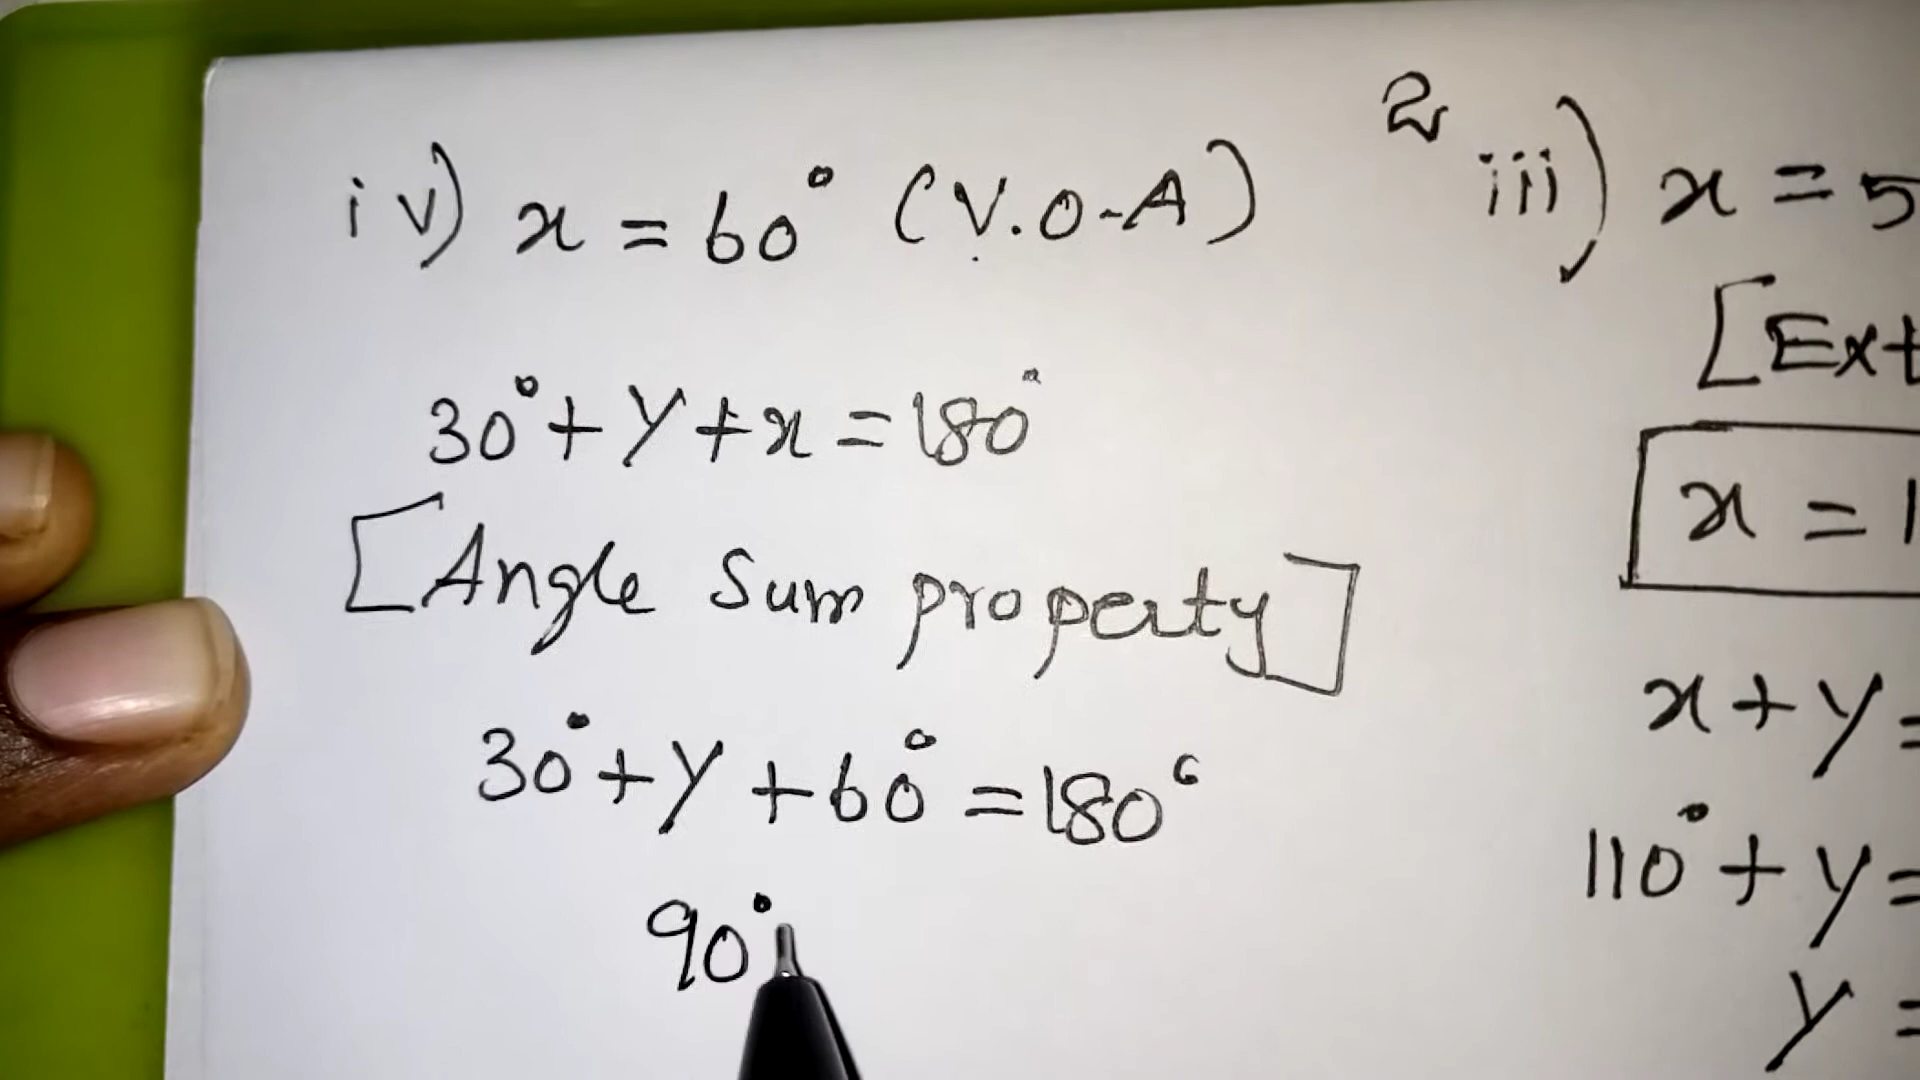 iv) x = 60° (V.O-A)
30° + y + x = 180°
[Angle Sum property]
30° + y + 60° = 180°
90°
2
iii) x = 5
[Ext
x = 1
x + y =
110° + y =
y =